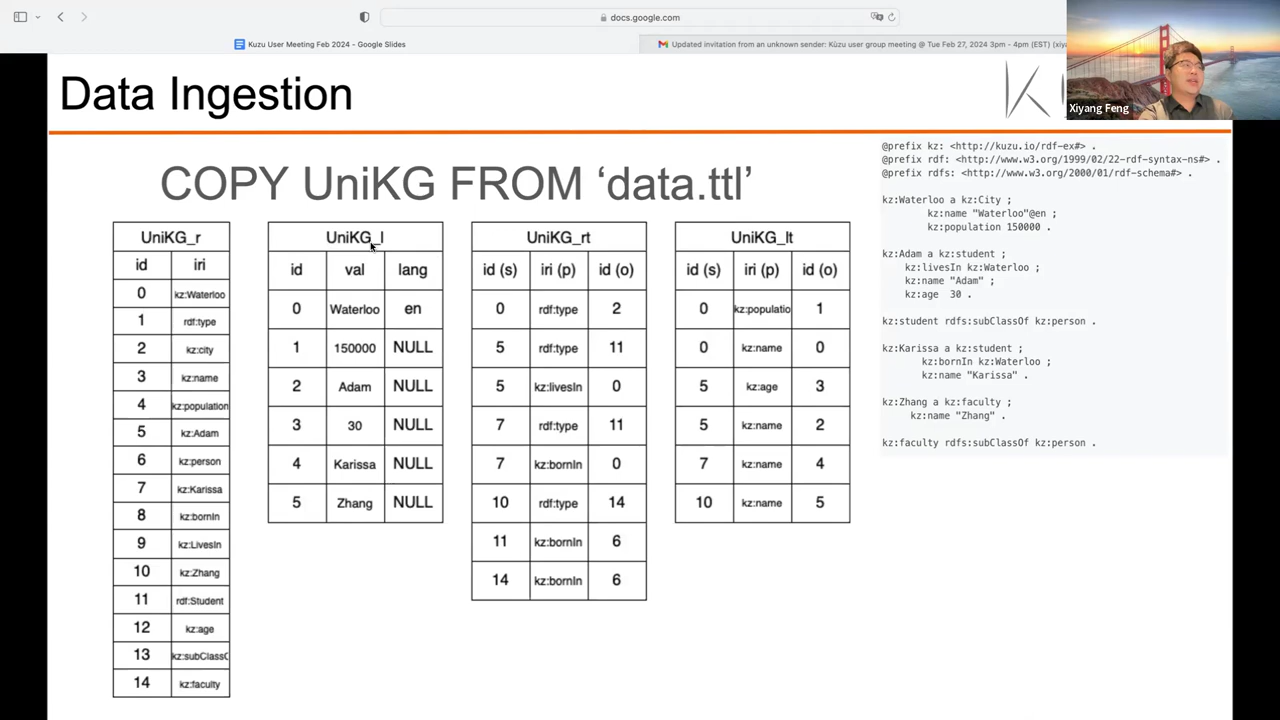 docs.google.com
Kuzu User Meeting Feb 2024 - Google Slides
Updated invitation from an unknown sender: Kùzu user group meeting @ Tue Feb 27, 2024 3pm - 4pm (EST) (xiy
Xiyang Feng
Data Ingestion
COPY UniKG FROM ‘data.ttl’
UniKG_r
id iri
0 kz:Waterloo
1 rdf:type
2 kz:city
3 kz:name
4 kz:population
5 kz:Adam
6 kz:person
7 kz:Karissa
8 kz:bornIn
9 kz:LivesIn
10 kz:Zhang
11 rdf:Student
12 kz:age
13 kz:subClassC
14 kz:faculty
UniKG_l
id val lang
0 Waterloo en
1 150000 NULL
2 Adam NULL
3 30 NULL
4 Karissa NULL
5 Zhang NULL
UniKG_rt
id (s) iri (p) id (o)
0 rdf:type 2
5 rdf:type 11
5 kz:livesIn 0
7 rdf:type 11
7 kz:bornIn 0
10 rdf:type 14
11 kz:bornIn 6
14 kz:bornIn 6
UniKG_lt
id (s) iri (p) id (o)
0 kz:populatio 1
0 kz:name 0
5 kz:age 3
5 kz:name 2
7 kz:name 4
10 kz:name 5
@prefix kz: <http://kuzu.io/rdf-ex#> .
@prefix rdf: <http://www.w3.org/1999/02/22-rdf-syntax-ns#> .
@prefix rdfs: <http://www.w3.org/2000/01/rdf-schema#> .
kz:Waterloo a kz:City ;
kz:name "Waterloo"@en ;
kz:population 150000 .
kz:Adam a kz:student ;
kz:livesIn kz:Waterloo ;
kz:name "Adam" ;
kz:age 30 .
kz:student rdfs:subClassOf kz:person .
kz:Karissa a kz:student ;
kz:bornIn kz:Waterloo ;
kz:name "Karissa" .
kz:Zhang a kz:faculty ;
kz:name "Zhang" .
kz:faculty rdfs:subClassOf kz:person .